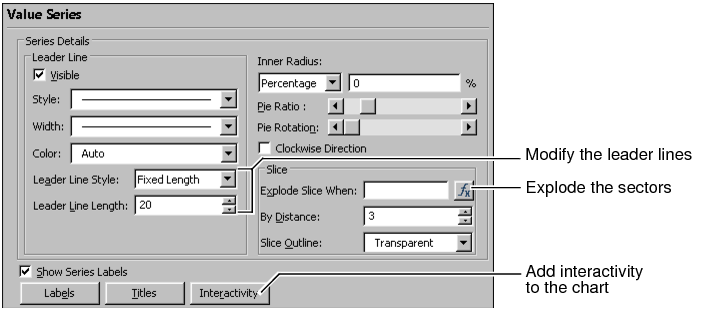 Value Series
Series Details
Leader Line
Visible
Style:
Width:
Color: Auto
Leader Line Style: Fixed Length
Leader Line Length: 20
Inner Radius:
Percentage 0 %
Pie Ratio :
Pie Rotation:
Clockwise Direction
Slice
Explode Slice When: fx
By Distance: 3
Slice Outline: Transparent
Show Series Labels
Labels Titles Interactivity
Modify the leader lines
Explode the sectors
Add interactivity
to the chart